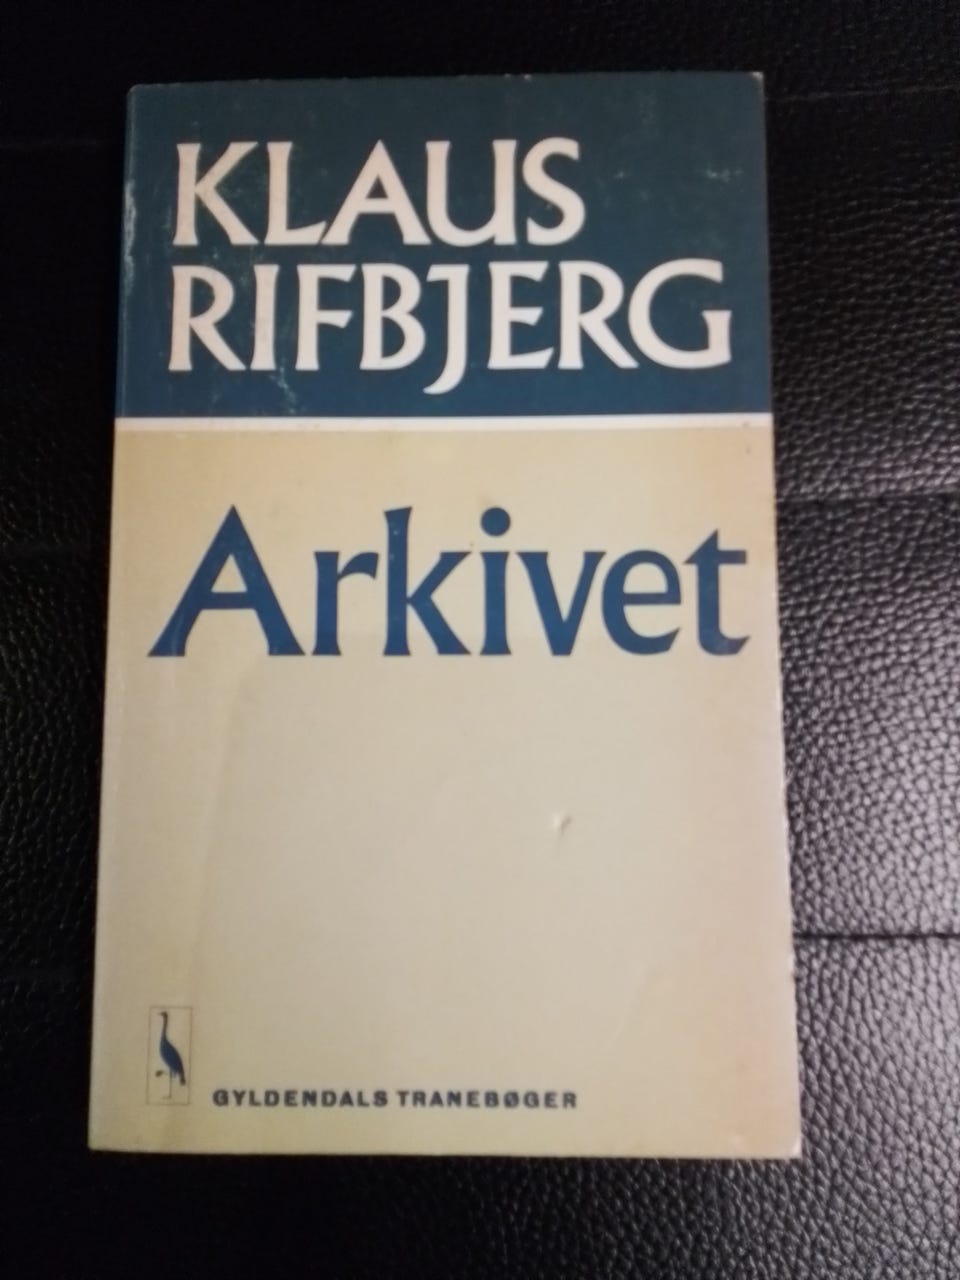 KLAUS
RIFBJERG
Arkivet
GYLDENDALS TRANEBØGER